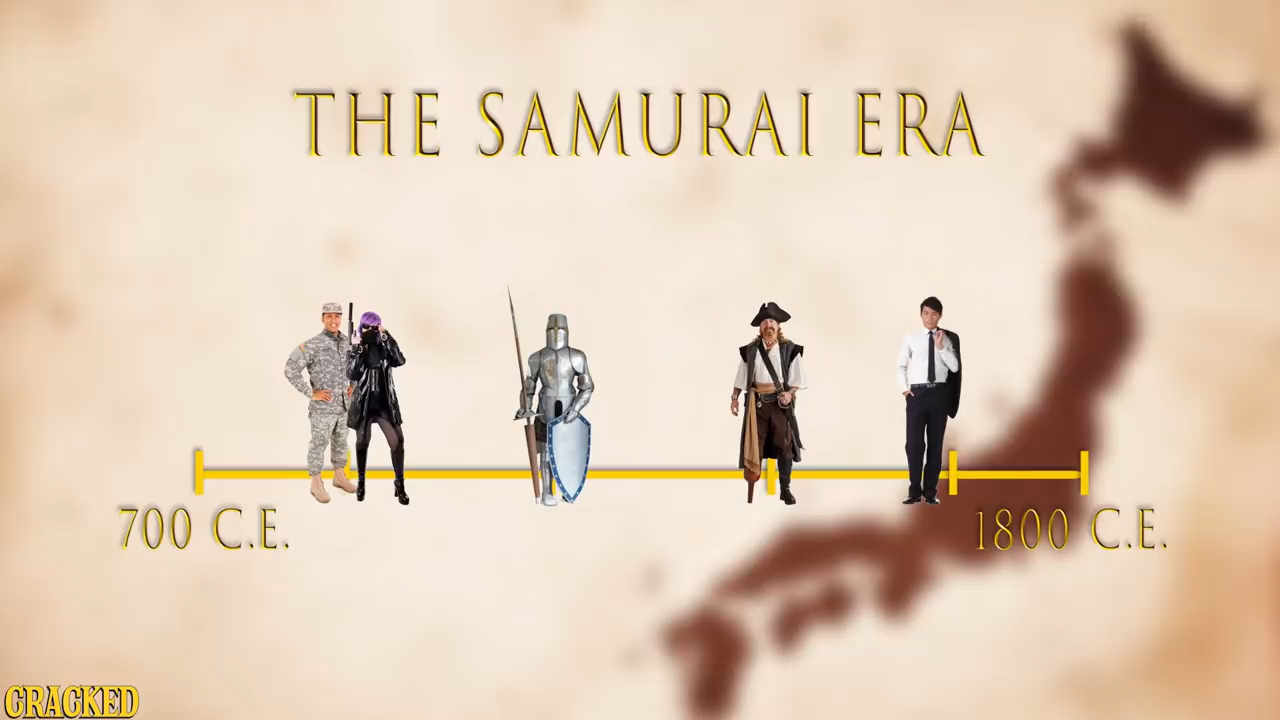 THE SAMURAI ERA
700 C.E.
1800 C.E.
CRACKED